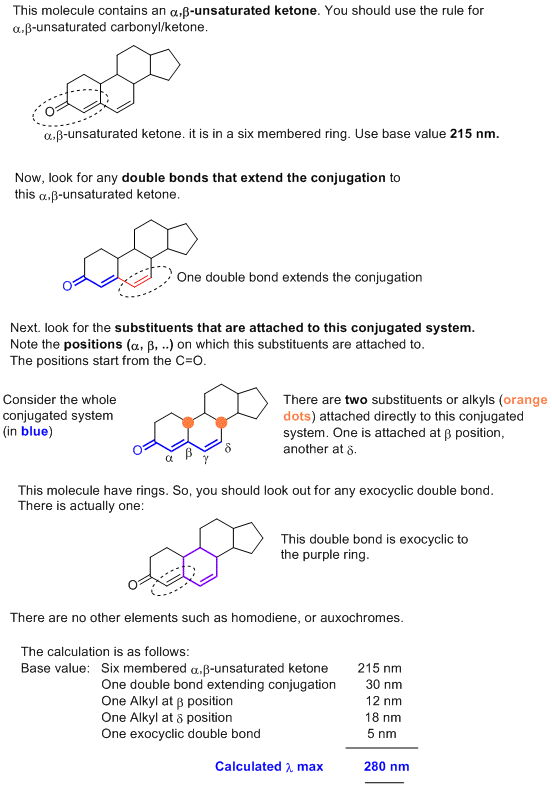 This molecule contains an α,β-unsaturated ketone. You should use the rule for
α,β-unsaturated carbonyl/ketone.
O
α,β-unsaturated ketone. it is in a six membered ring. Use base value 215 nm.
Now, look for any double bonds that extend the conjugation to
this α,β-unsaturated ketone.
O
One double bond extends the conjugation
Next. look for the substituents that are attached to this conjugated system.
Note the positions (α, β, ..) on which this substituents are attached to.
The positions start from the C=O.
Consider the whole
conjugated system
(in blue)
O
α
β
γ
δ
There are two substituents or alkyls (orange
dots) attached directly to this conjugated
system. One is attached at β position,
another at δ.
This molecule have rings. So, you should look out for any exocyclic double bond.
There is actually one:
O
This double bond is exocyclic to
the purple ring.
There are no other elements such as homodiene, or auxochromes.
The calculation is as follows:
Base value: Six membered α,β-unsaturated ketone 215 nm
One double bond extending conjugation 30 nm
One Alkyl at β position 12 nm
One Alkyl at δ position 18 nm
One exocyclic double bond 5 nm
Calculated λ max 280 nm